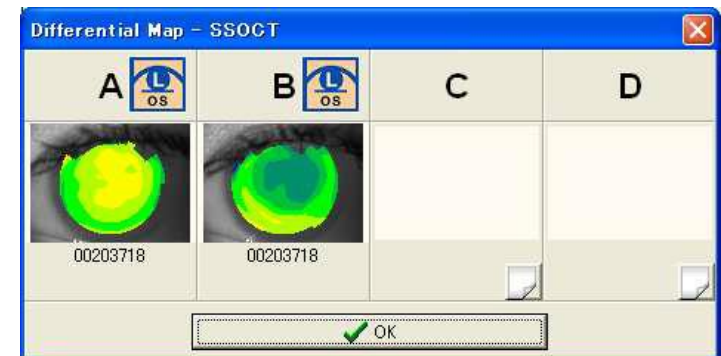 Differential Map - SSOCT
A L OS B L OS C D
00203718 00203718
OK